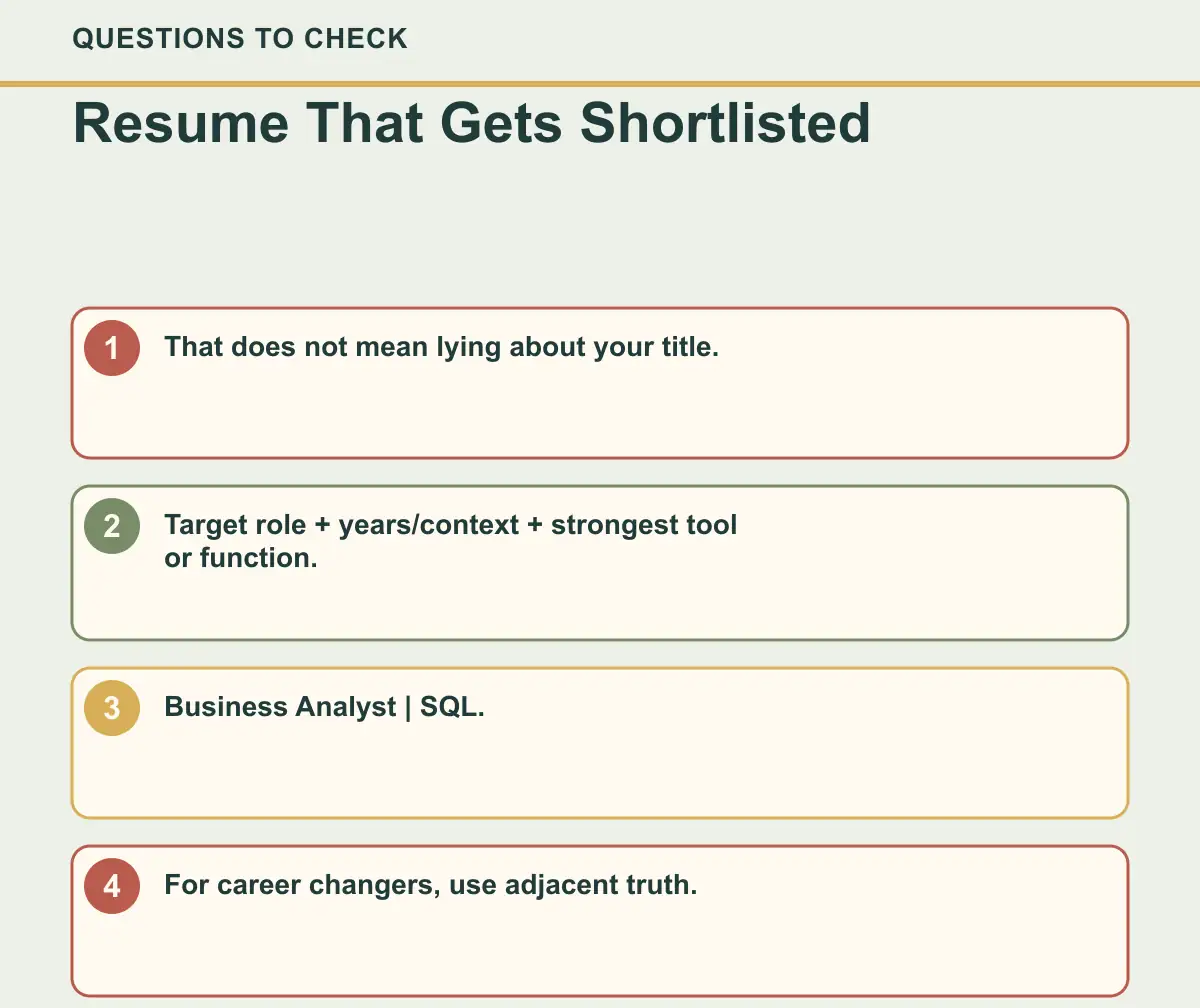 QUESTIONS TO CHECK
Resume That Gets Shortlisted
1
That does not mean lying about your title.
2
Target role + years/context + strongest tool
or function.
3
Business Analyst | SQL.
4
For career changers, use adjacent truth.